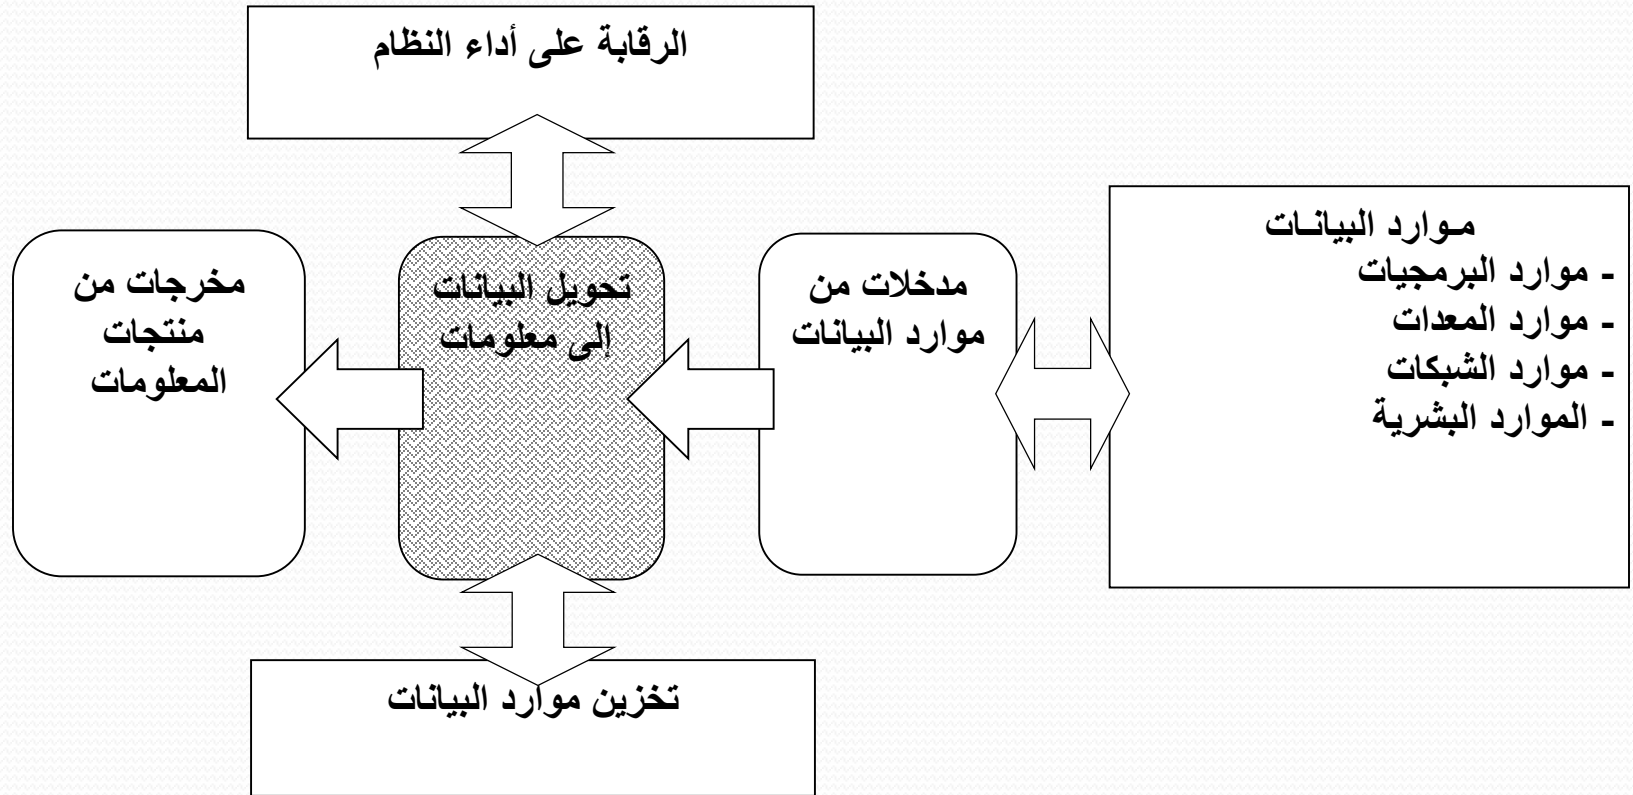 الرقابة على أداء النظام
مـوارد البيانـات
- موارد البرمجيات
- موارد المعدات
- موارد الشبكات
- الموارد البشرية
مدخلات من
موارد البيانات
تحويل البيانات
إلى معلومات
مخرجات من
منتجات
المعلومات
تخزين موارد البيانات